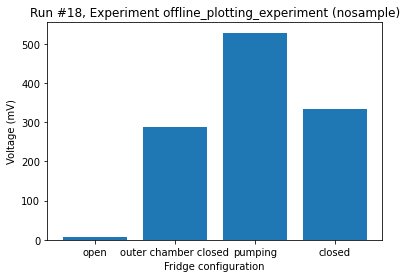 Run #18, Experiment offline_plotting_experiment (nosample)
500
400
300
200
100
0
Voltage (mV)
open outer chamber closed pumping closed
Fridge configuration